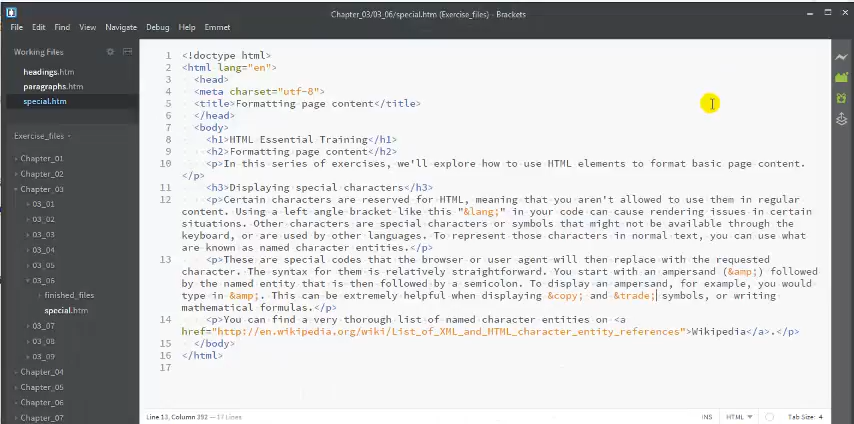 Chapter_03/03_06/special.htm (Exercise_files) - Brackets
File Edit Find View Navigate Debug Help Emmet
Working Files
headings.htm
paragraphs.htm
special.htm
Exercise_files
Chapter_01
Chapter_02
Chapter_03
03_01
03_02
03_03
03_04
03_05
03_06
finished_files
special.htm
03_07
03_08
03_09
Chapter_04
Chapter_05
Chapter_06
Chapter_07
1 <!doctype html>
2 <html lang="en">
3 <head>
4 <meta charset="utf-8">
5 <title>Formatting page content</title>
6 </head>
7 <body>
8 <h1>HTML Essential Training</h1>
9 <h2>Formatting page content</h2>
10 <p>In this series of exercises, we'll explore how to use HTML elements to format basic page content.
</p>
11 <h3>Displaying special characters</h3>
12 <p>Certain characters are reserved for HTML, meaning that you aren't allowed to use them in regular
content. Using a left angle bracket like this "&lang;" in your code can cause rendering issues in certain
situations. Other characters are special characters or symbols that might not be available through the
keyboard, or are used by other languages. To represent those characters in normal text, you can use what
are known as named character entities.</p>
13 <p>These are special codes that the browser or user agent will then replace with the requested
character. The syntax for them is relatively straightforward. You start with an ampersand (&amp;) followed
by the named entity that is then followed by a semicolon. To display an ampersand, for example, you would
type in &amp;. This can be extremely helpful when displaying &copy; and &trade; symbols, or writing
mathematical formulas.</p>
14 <p>You can find a very thorough list of named character entities on <a
href="http://en.wikipedia.org/wiki/List_of_XML_and_HTML_character_entity_references">Wikipedia</a>.</p>
15 </body>
16 </html>
17
Line 13, Column 392 — 17 Lines
INS HTML Tab Size: 4